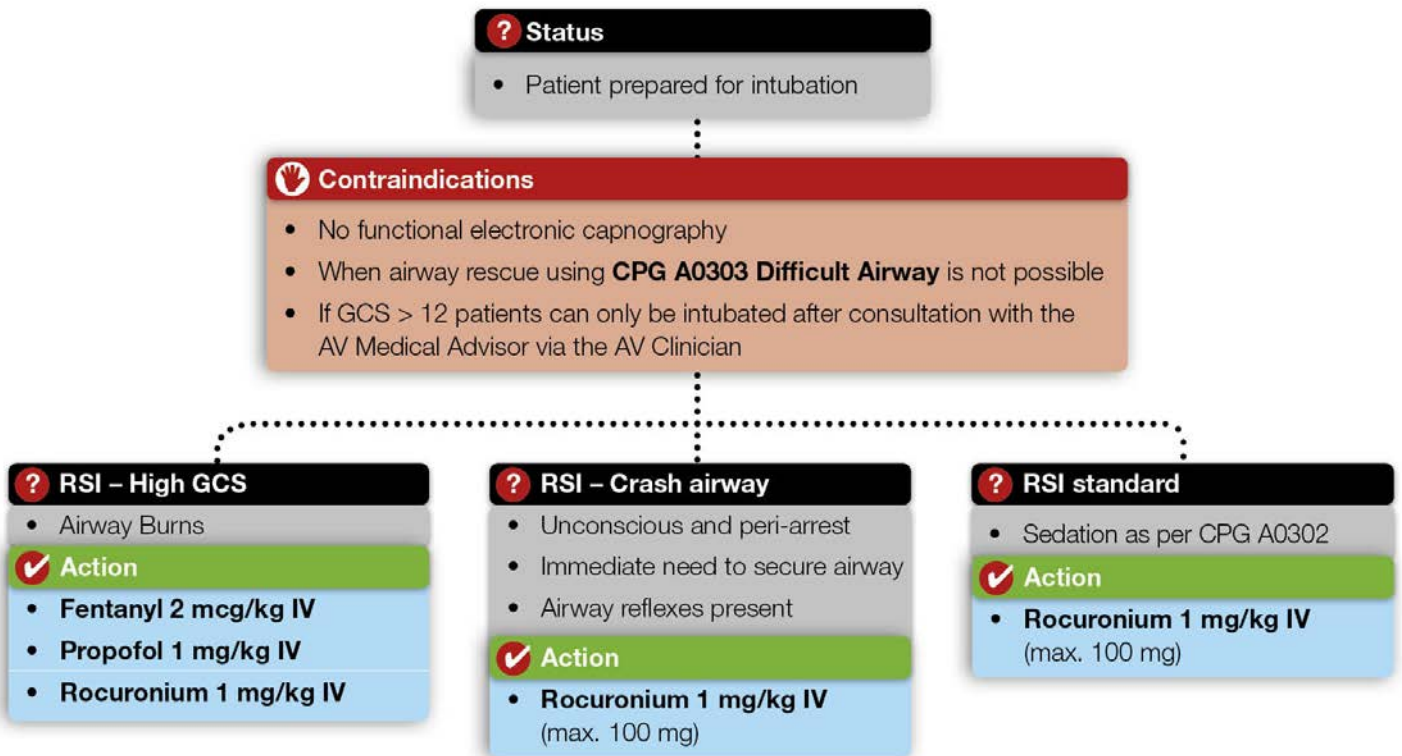 ? Status
• Patient prepared for intubation
Contraindications
• No functional electronic capnography
• When airway rescue using CPG A0303 Difficult Airway is not possible
• If GCS > 12 patients can only be intubated after consultation with the
AV Medical Advisor via the AV Clinician
? RSI – High GCS
• Airway Burns
Action
• Fentanyl 2 mcg/kg IV
• Propofol 1 mg/kg IV
• Rocuronium 1 mg/kg IV
? RSI – Crash airway
• Unconscious and peri-arrest
• Immediate need to secure airway
• Airway reflexes present
Action
• Rocuronium 1 mg/kg IV
(max. 100 mg)
? RSI standard
• Sedation as per CPG A0302
Action
• Rocuronium 1 mg/kg IV
(max. 100 mg)